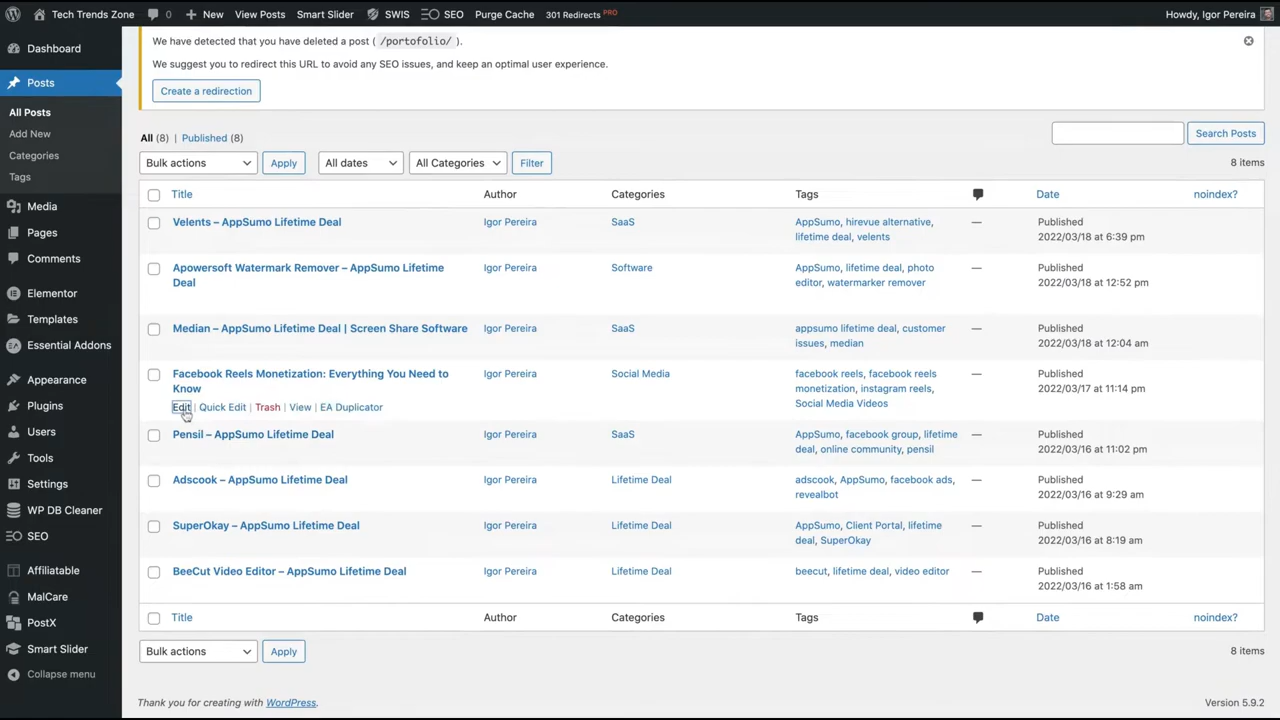 Tech Trends Zone 0 New View Posts Smart Slider SWIS SEO Purge Cache 301 Redirects PRO Howdy, Igor Pereira
Dashboard
Posts
All Posts
Add New
Categories
Tags
Media
Pages
Comments
Elementor
Templates
Essential Addons
Appearance
Plugins
Users
Tools
Settings
WP DB Cleaner
SEO
Affiliatable
MalCare
PostX
Smart Slider
Collapse menu
We have detected that you have deleted a post ( /portofolio/ ).
We suggest you to redirect this URL to avoid any SEO issues, and keep an optimal user experience.
Create a redirection
All (8) | Published (8)
Search Posts
Bulk actions Apply All dates All Categories Filter 8 items
Title Author Categories Tags Date noindex?
Velents – AppSumo Lifetime Deal Igor Pereira SaaS AppSumo, hirevue alternative, — Published
lifetime deal, velents 2022/03/18 at 6:39 pm
Apowersoft Watermark Remover – AppSumo Lifetime Igor Pereira Software AppSumo, lifetime deal, photo — Published
Deal editor, watermarker remover 2022/03/18 at 12:52 pm
Median – AppSumo Lifetime Deal | Screen Share Software Igor Pereira SaaS appsumo lifetime deal, customer — Published
issues, median 2022/03/18 at 12:04 am
Facebook Reels Monetization: Everything You Need to Igor Pereira Social Media facebook reels, facebook reels — Published
Know monetization, instagram reels, 2022/03/17 at 11:14 pm
Edit | Quick Edit | Trash | View | EA Duplicator Social Media Videos
Pensil – AppSumo Lifetime Deal Igor Pereira SaaS AppSumo, facebook group, lifetime — Published
deal, online community, pensil 2022/03/16 at 11:02 pm
Adscook – AppSumo Lifetime Deal Igor Pereira Lifetime Deal adscook, AppSumo, facebook ads, — Published
revealbot 2022/03/16 at 9:29 am
SuperOkay – AppSumo Lifetime Deal Igor Pereira Lifetime Deal AppSumo, Client Portal, lifetime — Published
deal, SuperOkay 2022/03/16 at 8:19 am
BeeCut Video Editor – AppSumo Lifetime Deal Igor Pereira Lifetime Deal beecut, lifetime deal, video editor — Published
2022/03/16 at 1:58 am
Title Author Categories Tags Date noindex?
Bulk actions Apply 8 items
Thank you for creating with WordPress. Version 5.9.2